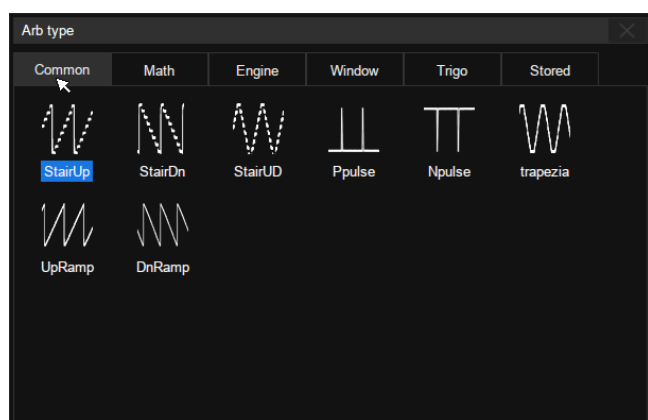 Arb type
Common Math Engine Window Trigo Stored
StairUp StairDn StairUD Ppulse Npulse trapezia
UpRamp DnRamp